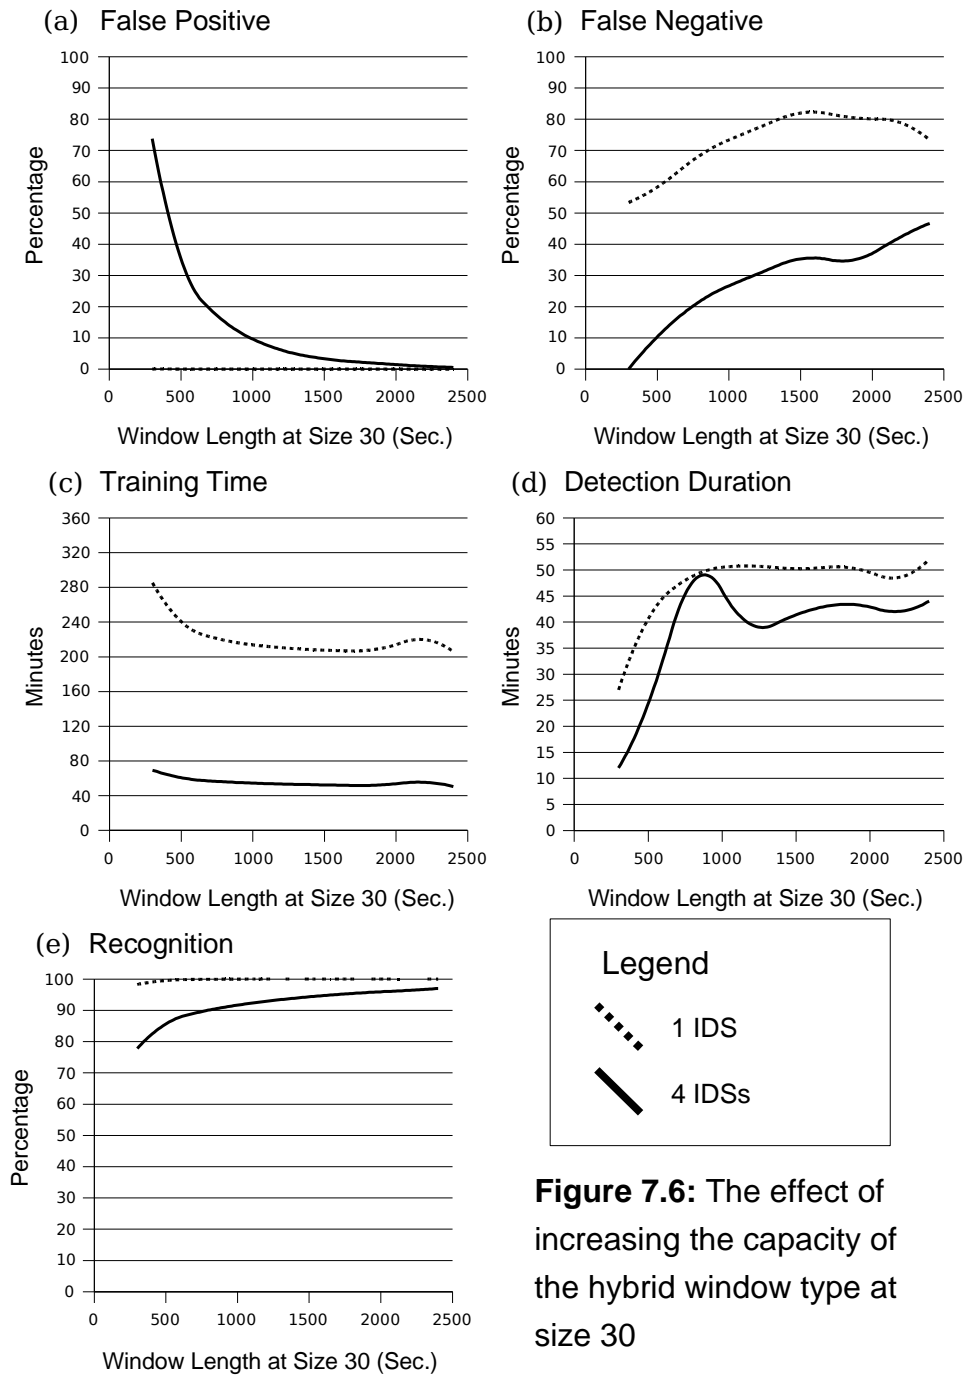 (a) False Positive
100
90
80
70
60
50
40
30
20
10
0
Percentage
0 500 1000 1500 2000 2500
Window Length at Size 30 (Sec.)
(b) False Negative
100
90
80
70
60
50
40
30
20
10
0
Percentage
0 500 1000 1500 2000 2500
Window Length at Size 30 (Sec.)
(c) Training Time
360
320
280
240
200
160
120
80
40
0
Minutes
0 500 1000 1500 2000 2500
Window Length at Size 30 (Sec.)
(d) Detection Duration
60
55
50
45
40
35
30
25
20
15
10
5
0
Minutes
0 500 1000 1500 2000 2500
Window Length at Size 30 (Sec.)
(e) Recognition
100
90
80
70
60
50
40
30
20
10
0
Percentage
0 500 1000 1500 2000 2500
Window Length at Size 30 (Sec.)
Legend
1 IDS
4 IDSs
Figure 7.6: The effect of
increasing the capacity of
the hybrid window type at
size 30